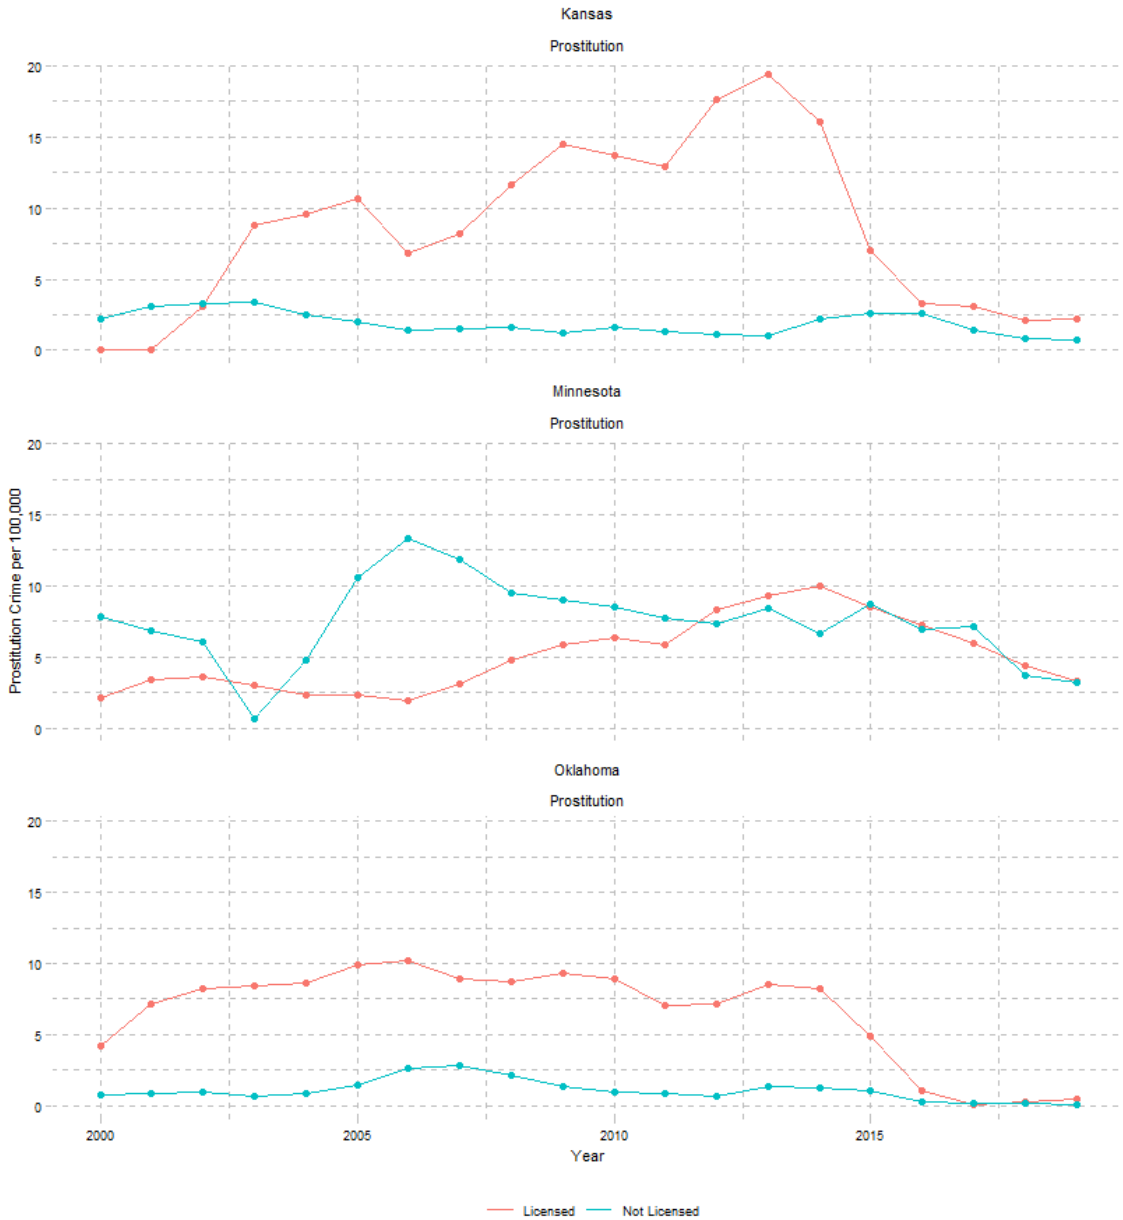 Kansas
Prostitution
20
15
10
5
0
Minnesota
Prostitution
20
15
10
5
0
Prostitution Crime per 100,000
Oklahoma
Prostitution
20
15
10
5
0
2000 2005 2010 2015
Year
Licensed Not Licensed